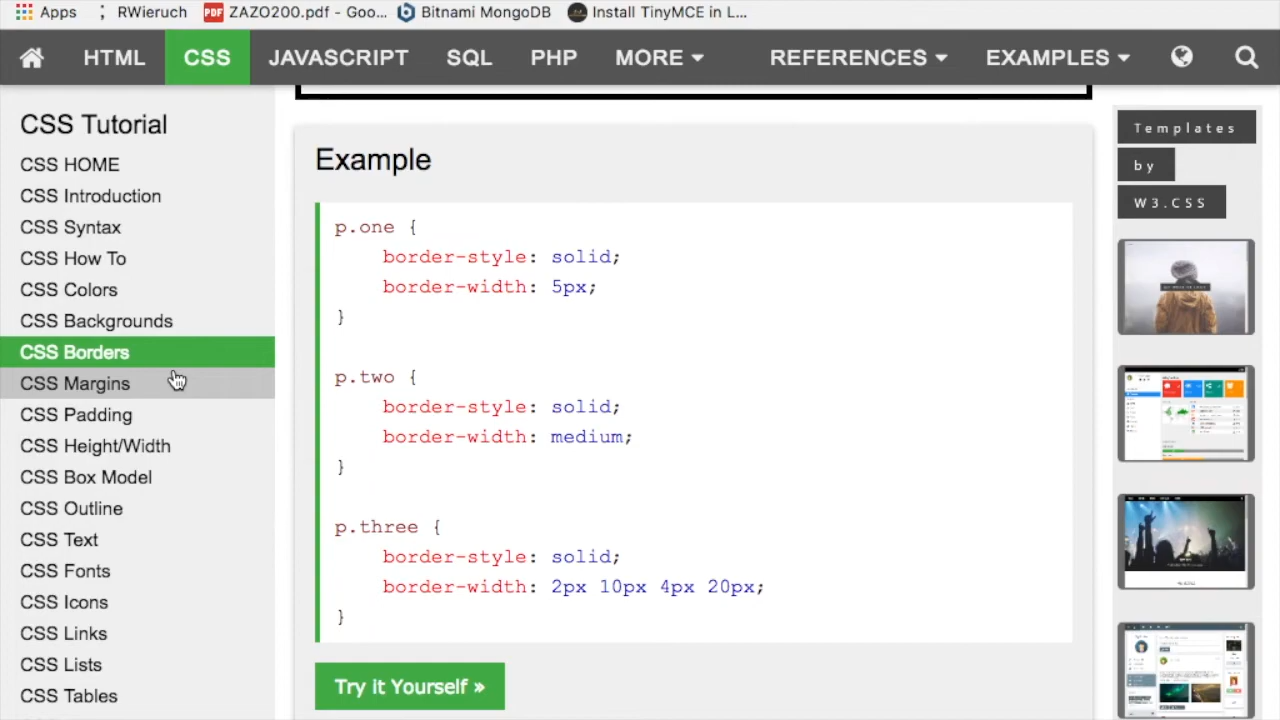 Apps
RWieruch
PDF
ZAZO200.pdf - Goo...
Bitnami MongoDB
Install TinyMCE in L...
HTML
CSS
JAVASCRIPT
SQL
PHP
MORE
REFERENCES
EXAMPLES
CSS Tutorial
CSS HOME
CSS Introduction
CSS Syntax
CSS How To
CSS Colors
CSS Backgrounds
CSS Borders
CSS Margins
CSS Padding
CSS Height/Width
CSS Box Model
CSS Outline
CSS Text
CSS Fonts
CSS Icons
CSS Links
CSS Lists
CSS Tables
Example
p.one {
border-style: solid;
border-width: 5px;
}
p.two {
border-style: solid;
border-width: medium;
}
p.three {
border-style: solid;
border-width: 2px 10px 4px 20px;
}
Try it Yourself »
Templates
by
W3.CSS